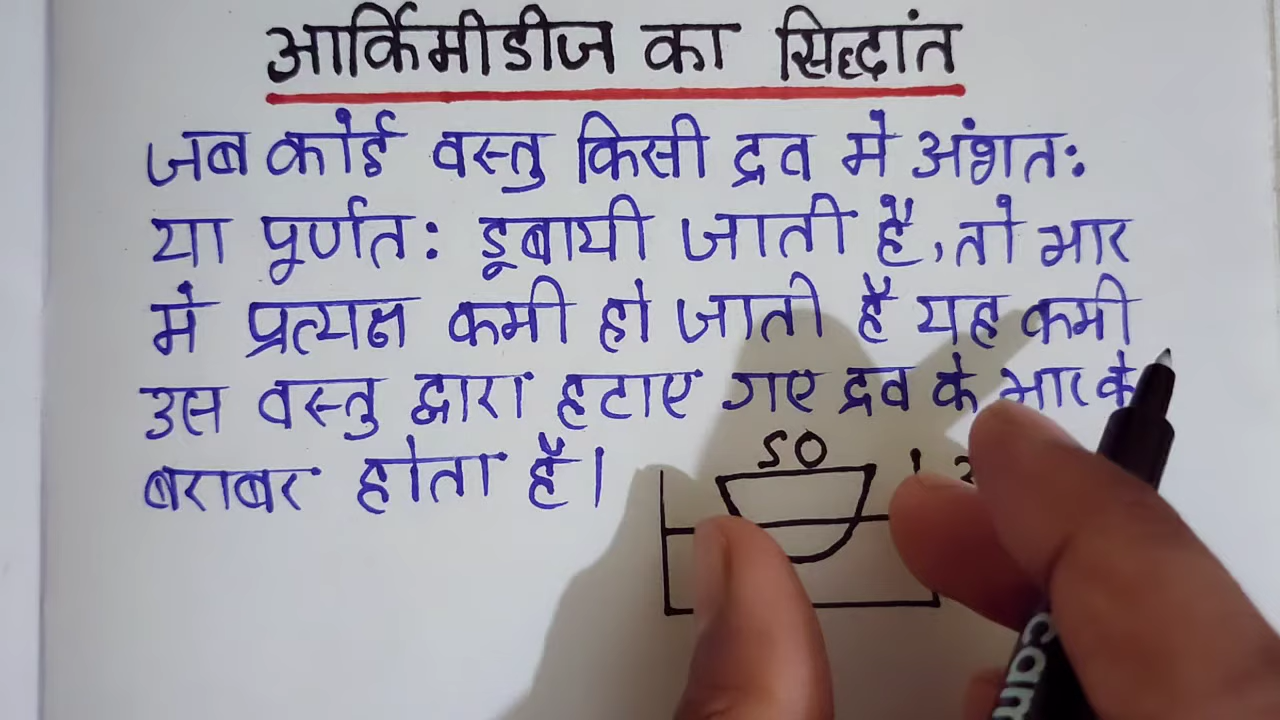 आर्किमीडीज का सिद्धांत
जब कोई वस्तु किसी द्रव मे अंशत:
या पूर्णत: डूबायी जाती है, तो भार
मे प्रत्यक्ष कमी हो जाती है यह कमी
उस वस्तु द्वारा हटाए गए द्रव के भार के
बराबर होता है।
50
cam